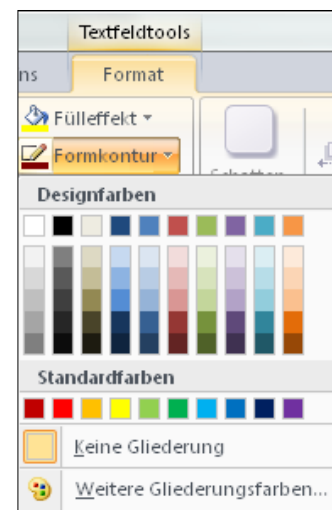 Textfeldtools
ns Format
Fülleffekt
Formkontur
Designfarben
Standardfarben
Keine Gliederung
Weitere Gliederungsfarben...